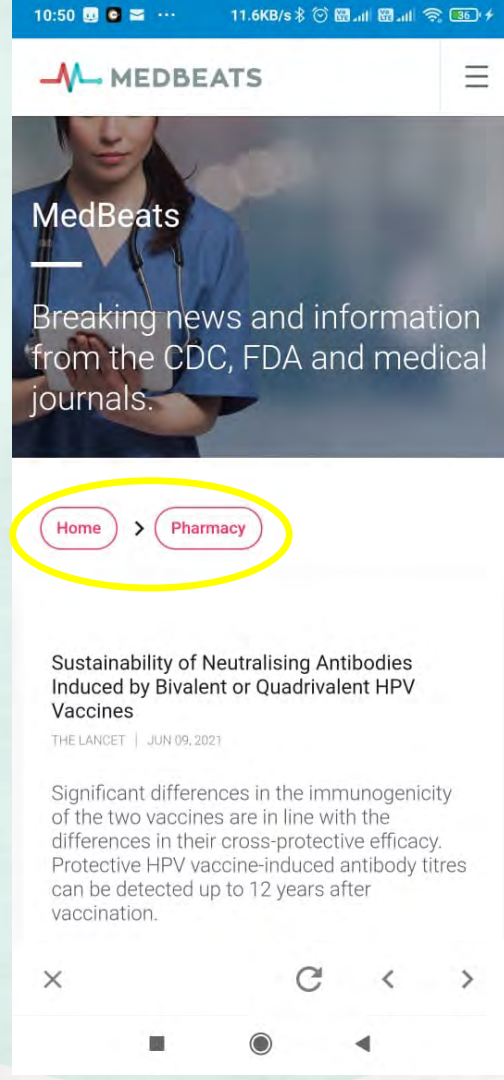 10:50 ··· 11.6KB/s 36
MEDBEATS
MedBeats
Breaking news and information
from the CDC, FDA and medical
journals.
Home > Pharmacy
Sustainability of Neutralising Antibodies
Induced by Bivalent or Quadrivalent HPV
Vaccines
THE LANCET | JUN 09, 2021
Significant differences in the immunogenicity
of the two vaccines are in line with the
differences in their cross-protective efficacy.
Protective HPV vaccine-induced antibody titres
can be detected up to 12 years after
vaccination.